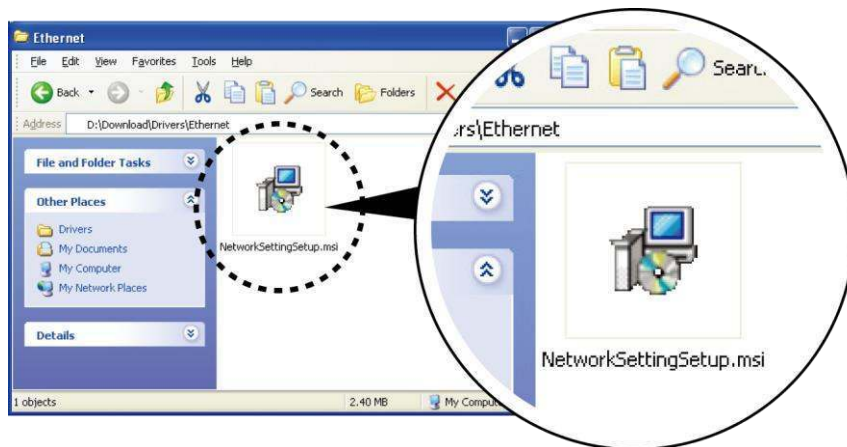 Ethernet
File Edit View Favorites Tools Help
Back Search Folders
Address D:\Download\Drivers\Ethernet
File and Folder Tasks
Other Places
Drivers
My Documents
My Computer
My Network Places
Details
NetworkSettingSetup.msi
1 objects 2.40 MB My Comput
Sear
rs\Ethernet
NetworkSettingSetup.msi